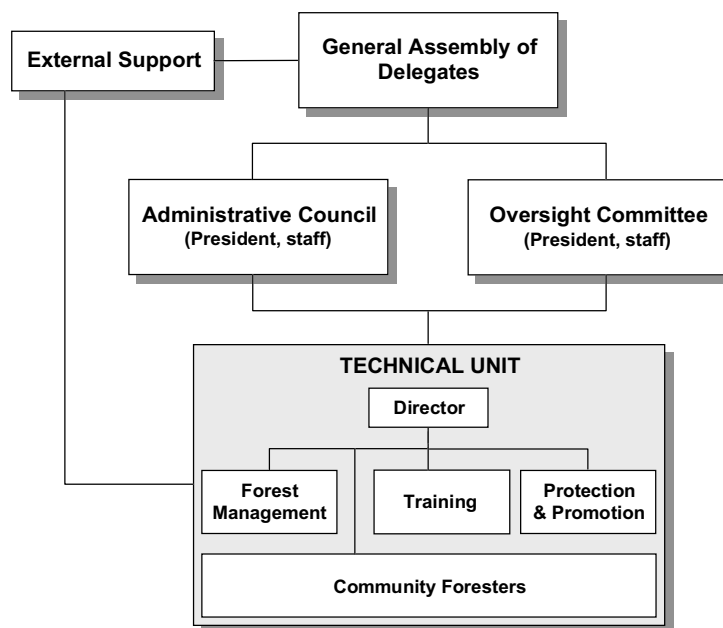 External Support
General Assembly of
Delegates
Administrative Council
(President, staff)
Oversight Committee
(President, staff)
TECHNICAL UNIT
Director
Forest
Management
Training
Protection
& Promotion
Community Foresters